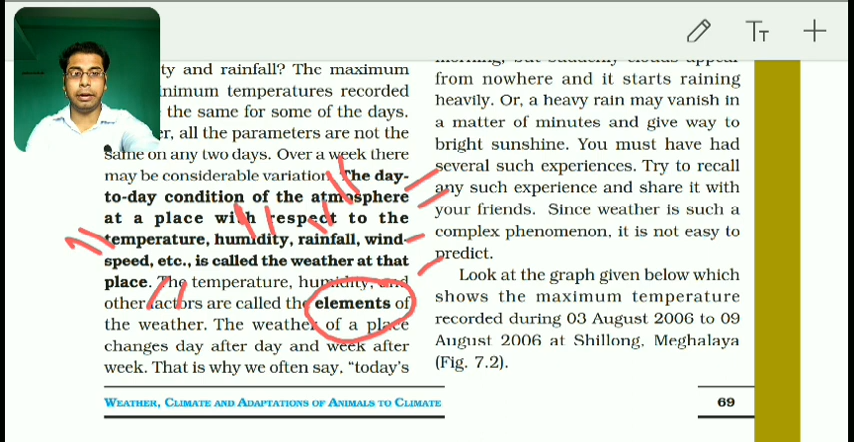 ty and rainfall? The maximum
nimum temperatures recorded
the same for some of the days.
er, all the parameters are not the
same on any two days. Over a week there
may be considerable variation. The day-
to-day condition of the atmosphere
at a place with respect to the
temperature, humidity, rainfall, wind-
speed, etc., is called the weather at that
place. The temperature, humidity, and
other factors are called the elements of
the weather. The weather of a place
changes day after day and week after
week. That is why we often say, “today’s
morning, but suddenly clouds appear
from nowhere and it starts raining
heavily. Or, a heavy rain may vanish in
a matter of minutes and give way to
bright sunshine. You must have had
several such experiences. Try to recall
any such experience and share it with
your friends. Since weather is such a
complex phenomenon, it is not easy to
predict.
Look at the graph given below which
shows the maximum temperature
recorded during 03 August 2006 to 09
August 2006 at Shillong, Meghalaya
(Fig. 7.2).
WEATHER, CLIMATE AND ADAPTATIONS OF ANIMALS TO CLIMATE
69